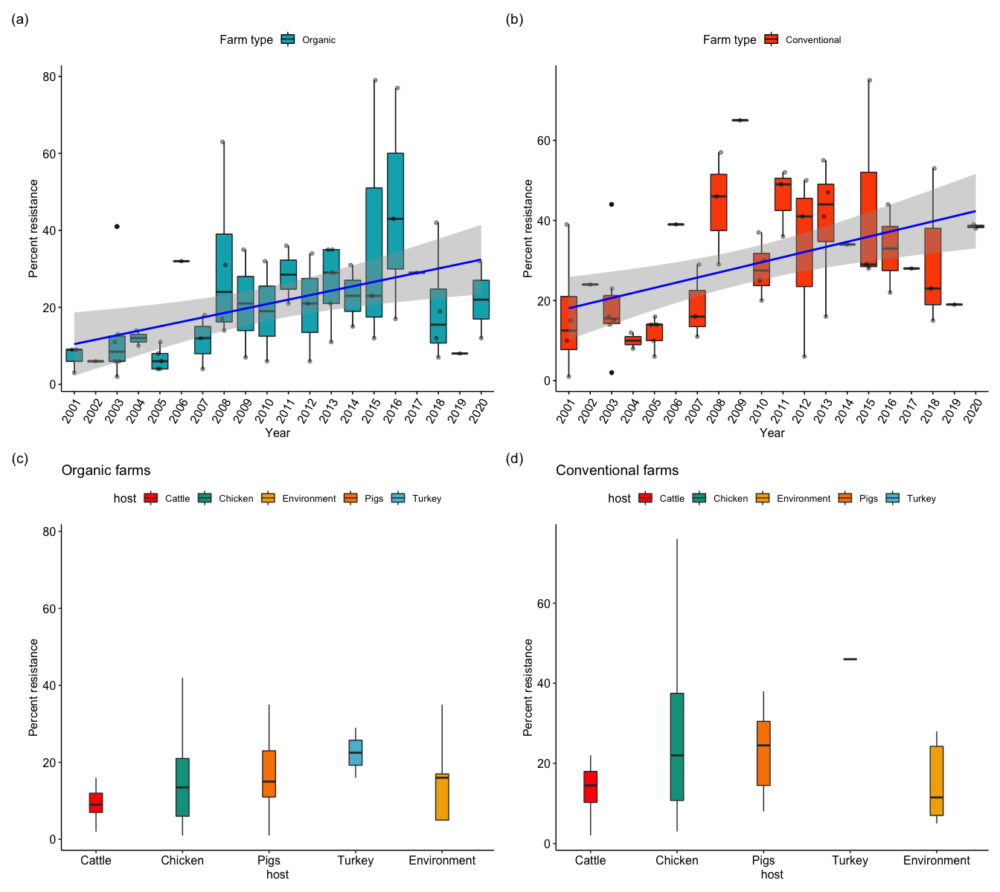 (a)
Farm type Organic
Percent resistance
80
60
40
20
0
2001 2002 2003 2004 2005 2006 2007 2008 2009 2010 2011 2012 2013 2014 2015 2016 2017 2018 2019 2020
Year
(b)
Farm type Conventional
Percent resistance
60
40
20
0
2001 2002 2003 2004 2005 2006 2007 2008 2009 2010 2011 2012 2013 2014 2015 2016 2017 2018 2019 2020
Year
(c)
Organic farms
host Cattle Chicken Environment Pigs Turkey
Percent resistance
80
60
40
20
0
Cattle Chicken Pigs Turkey Environment
host
(d)
Conventional farms
host Cattle Chicken Environment Pigs Turkey
Percent resistance
60
40
20
0
Cattle Chicken Pigs Turkey Environment
host